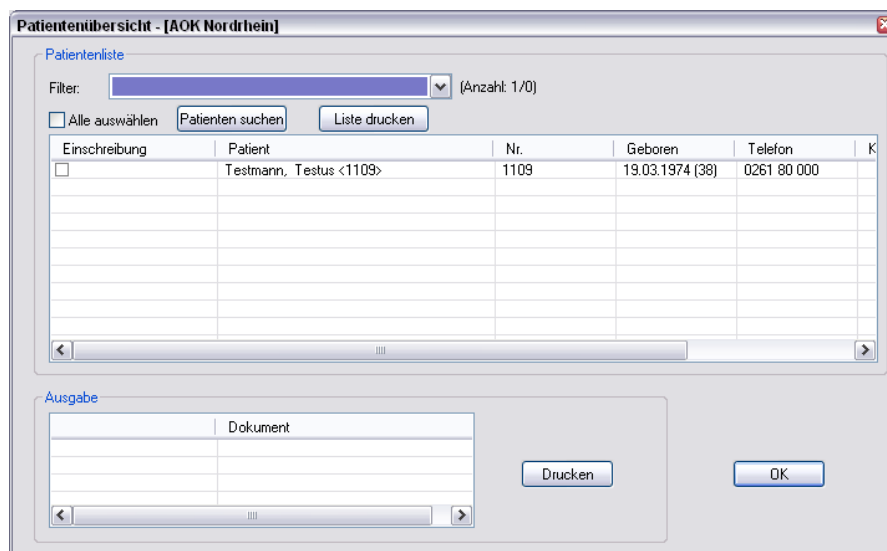 Patientenübersicht - [AOK Nordrhein]
Patientenliste
Filter: (Anzahl: 1/0)
Alle auswählen Patienten suchen Liste drucken
Einschreibung Patient Nr. Geboren Telefon K
Testmann, Testus <1109> 1109 19.03.1974 (38) 0261 80 000
Ausgabe
Dokument
Drucken OK